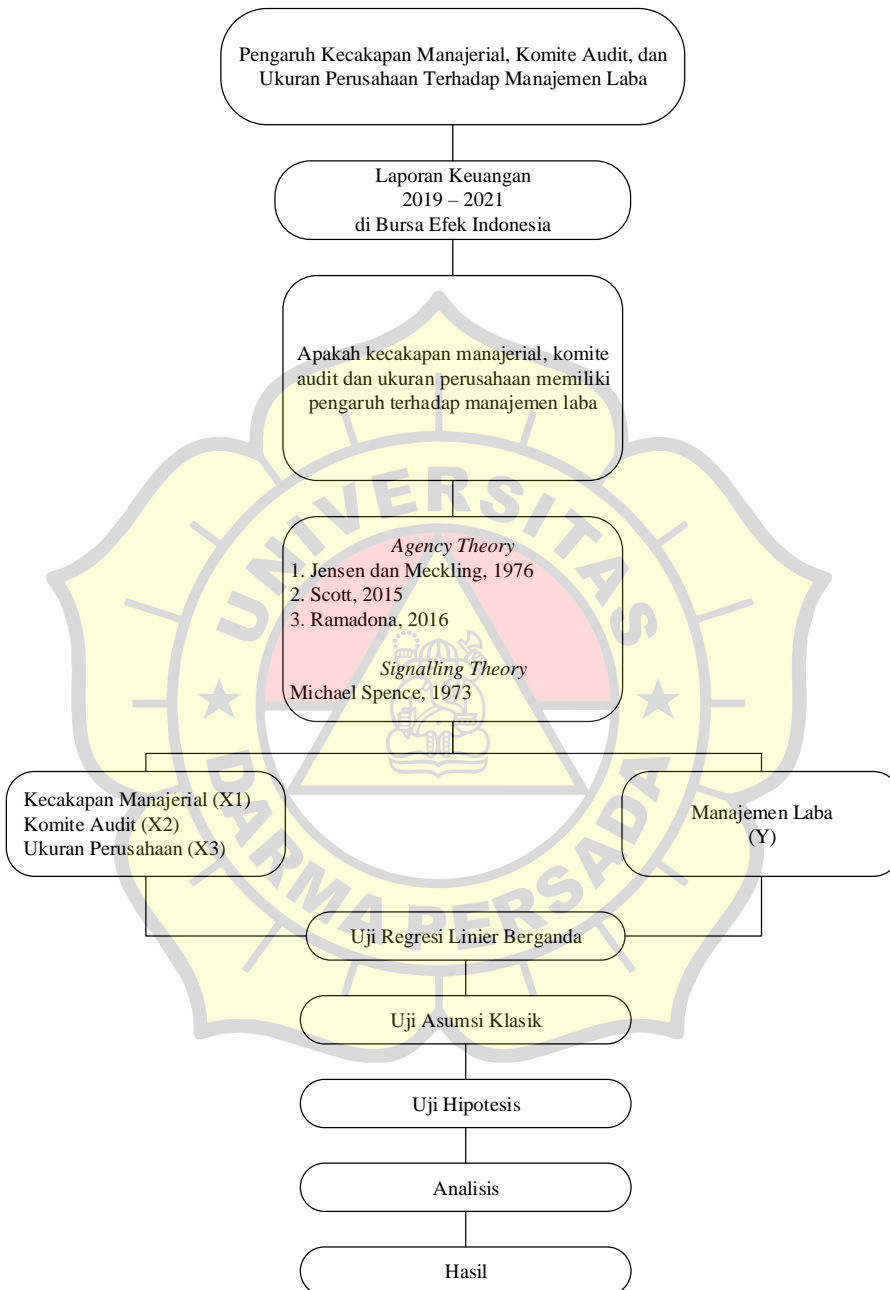 Pengaruh Kecakapan Manajerial, Komite Audit, dan
Ukuran Perusahaan Terhadap Manajemen Laba
Laporan Keuangan
2019 – 2021
di Bursa Efek Indonesia
Apakah kecakapan manajerial, komite
audit dan ukuran perusahaan memiliki
pengaruh terhadap manajemen laba
UNIVERSITAS
Agency Theory
1. Jensen dan Meckling, 1976
2. Scott, 2015
3. Ramadona, 2016
Signalling Theory
Michael Spence, 1973
Kecakapan Manajerial (X1)
Komite Audit (X2)
Ukuran Perusahaan (X3)
Manajemen Laba
(Y)
DARMA PERSADA
Uji Regresi Linier Berganda
Uji Asumsi Klasik
Uji Hipotesis
Analisis
Hasil